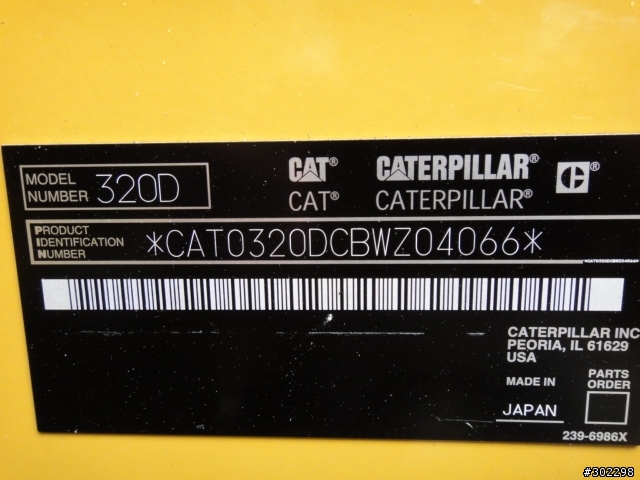 MODEL NUMBER 320D
CAT® CATERPILLAR® C®
CAT® CATERPILLAR®
PRODUCT IDENTIFICATION NUMBER *CAT0320DCBWZ04066*
*CAT0320DCBWZ04066*
CATERPILLAR INC
PEORIA, IL 61629
USA
MADE IN
JAPAN
PARTS ORDER
239-6986X
#302298